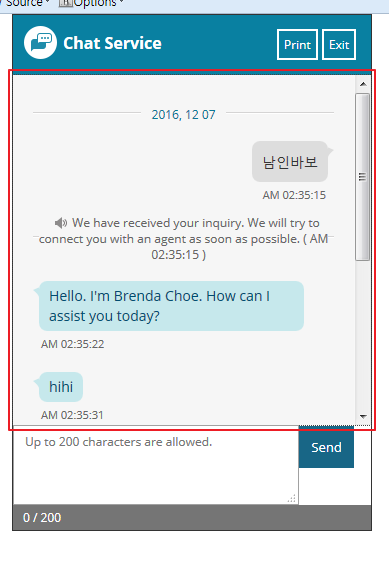 Source
Options
Chat Service
Print
Exit
2016, 12 07
남인바보
AM 02:35:15
We have received your inquiry. We will try to
connect you with an agent as soon as possible. ( AM
02:35:15 )
Hello. I'm Brenda Choe. How can I
assist you today?
AM 02:35:22
hihi
AM 02:35:31
Up to 200 characters are allowed.
Send
0 / 200